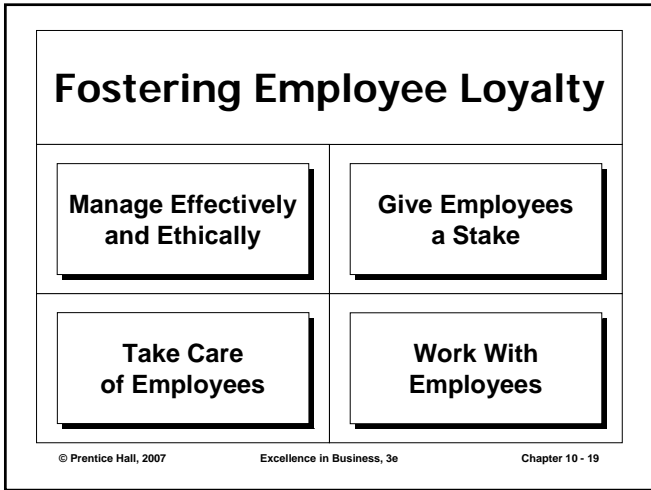 Fostering Employee Loyalty
Manage Effectively
and Ethically
Give Employees
a Stake
Take Care
of Employees
Work With
Employees
© Prentice Hall, 2007
Excellence in Business, 3e
Chapter 10 - 19